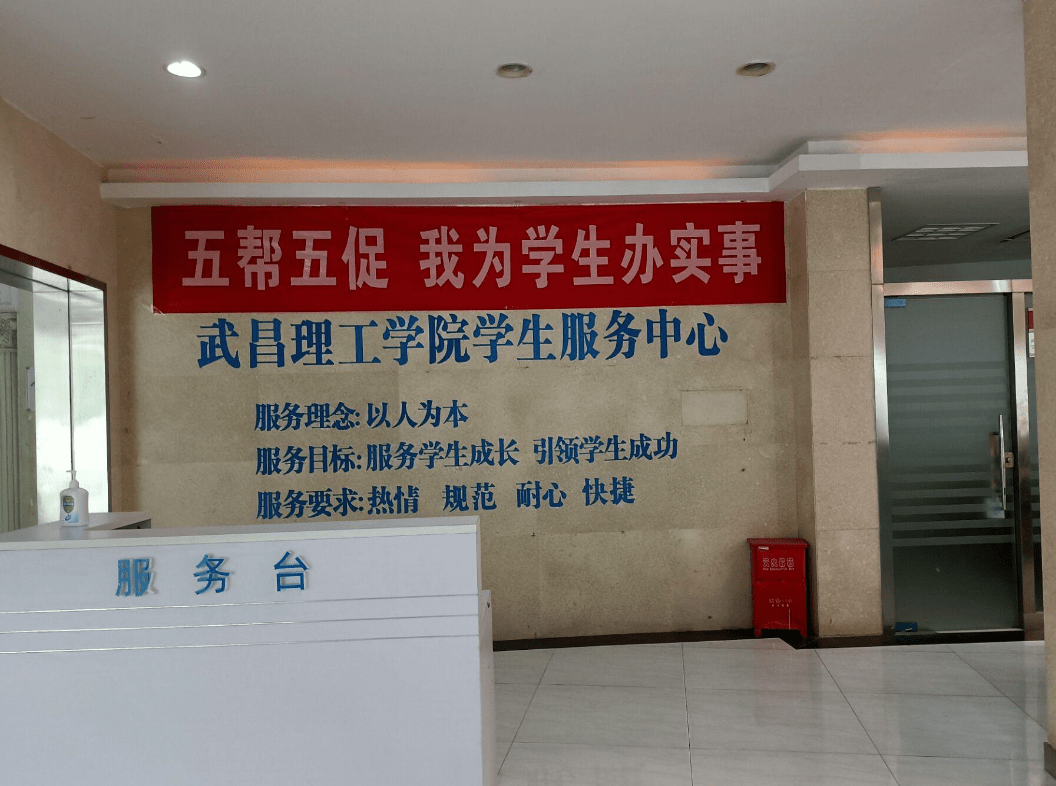 五帮五促 我为学生办实事
武昌理工学院学生服务中心
服务理念:以人为本
服务目标:服务学生成长 引领学生成功
服务要求:热情 规范 耐心 快捷
服务台